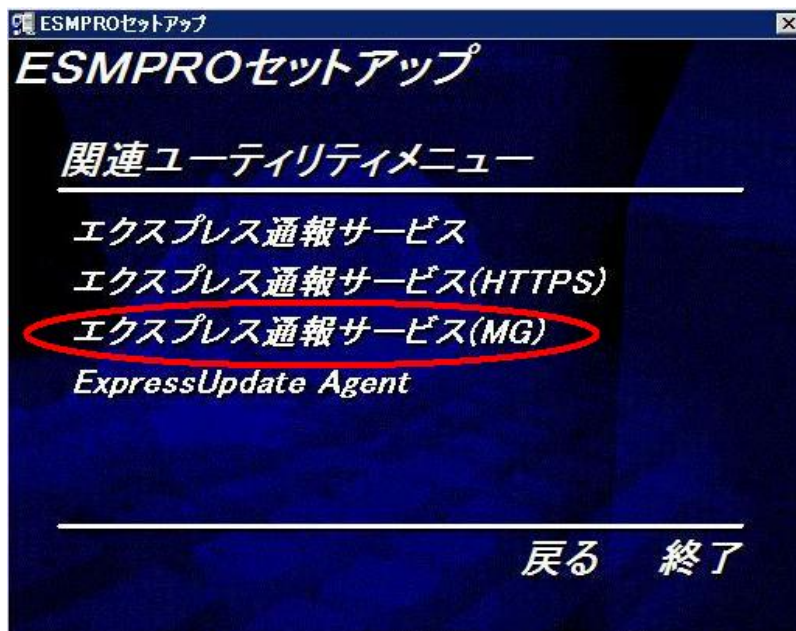 ESMPROセットアップ
ESMPROセットアップ
関連ユーティリティメニュー
エクスプレス通報サービス
エクスプレス通報サービス(HTTPS)
エクスプレス通報サービス(MG)
ExpressUpdate Agent
戻る 終了